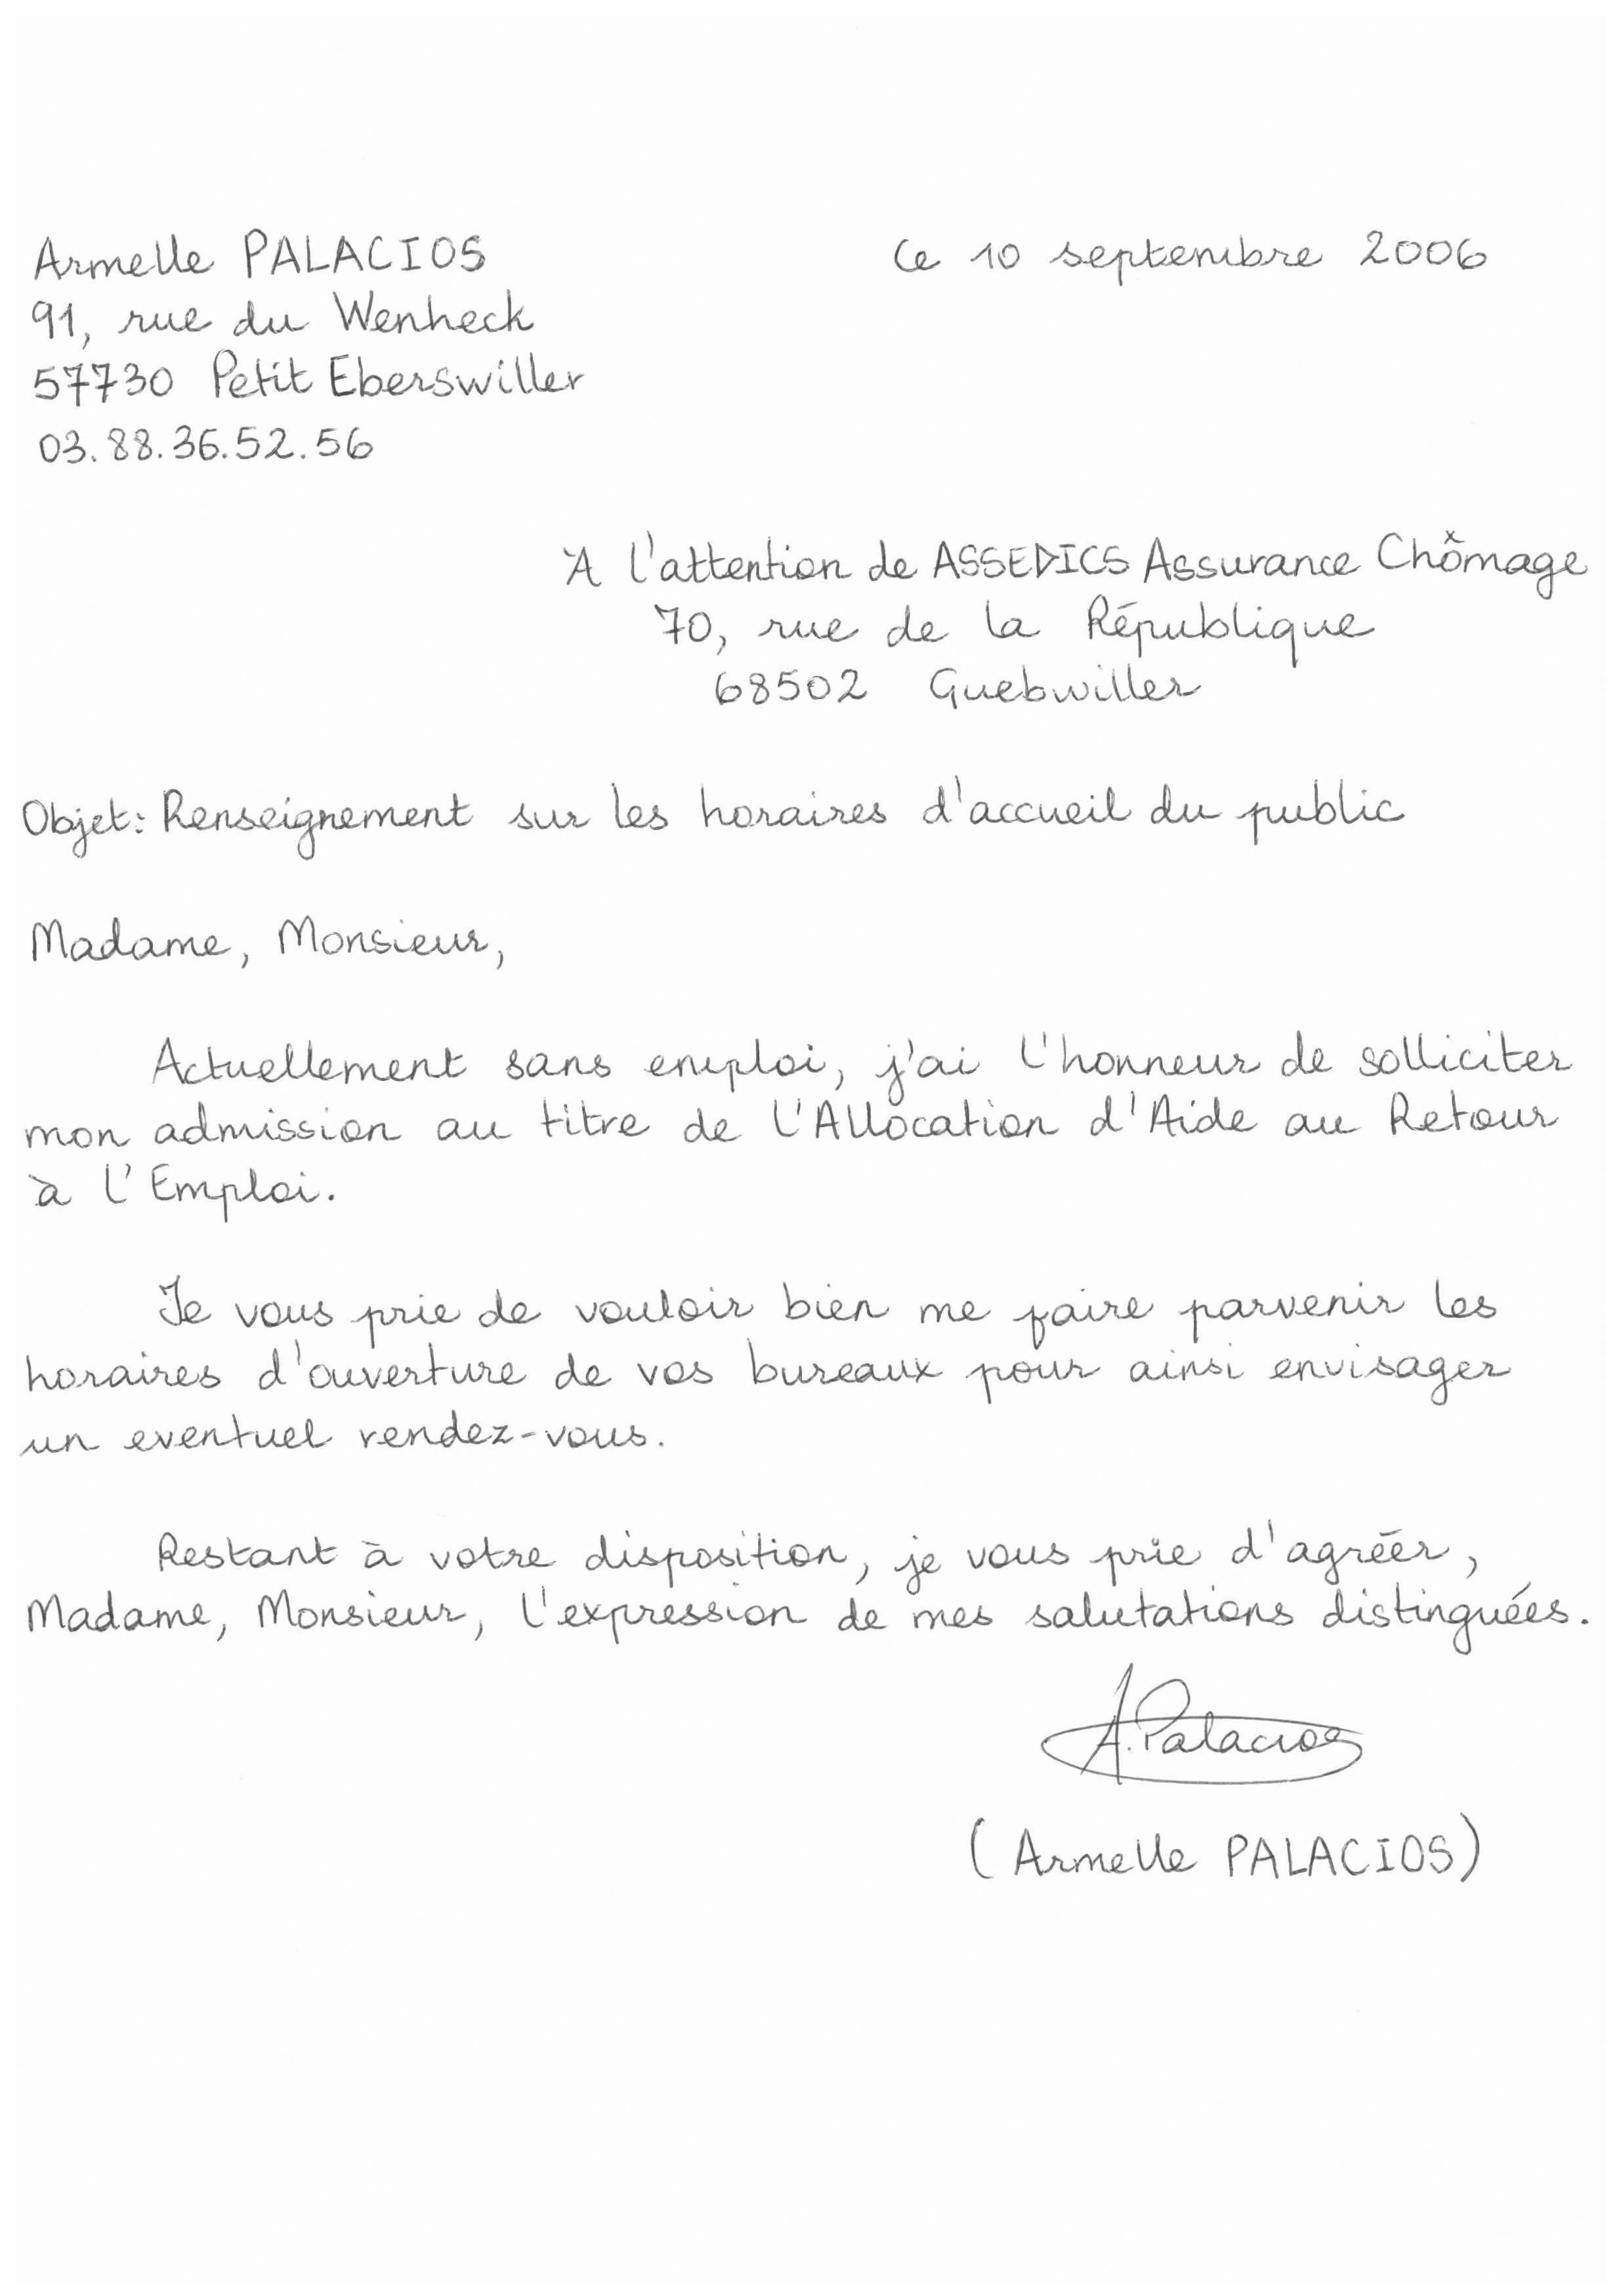 Armelle PALACIOS
Ce 10 septembre 2006
91, rue du Wenheck
57730 Petit Eberswiller
03.88.36.52.56
À l'attention de ASSEDICS Assurance Chômage
70, rue de la République
68502 Guebwiller
Objet: Renseignement sur les horaires d'accueil du public
Madame, Monsieur,
Actuellement sans emploi, j'ai l'honneur de solliciter
mon admission au titre de l'Allocation d'Aide au Retour
à l'Emploi.
Je vous prie de vouloir bien me faire parvenir les
horaires d'ouverture de vos bureaux pour ainsi envisager
un eventuel rendez-vous.
Restant à votre disposition, je vous prie d'agréér,
Madame, Monsieur, l'expression de mes salutations distinguées.
A. Palacios
(Armelle PALACIOS)